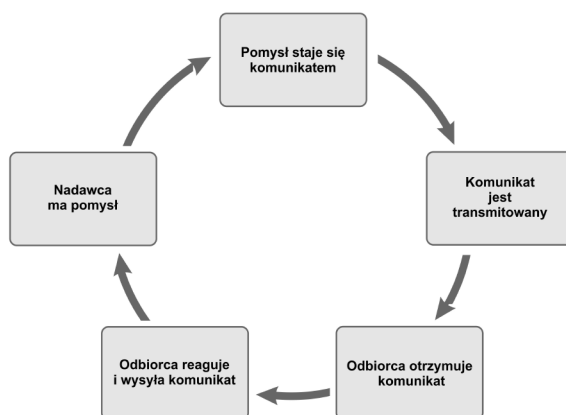 Pomysł staje się
komunikatem
Komunikat
jest
transmitowany
Odbiorca otrzymuje
komunikat
Odbiorca reaguje
i wysyła komunikat
Nadawca
ma pomysł